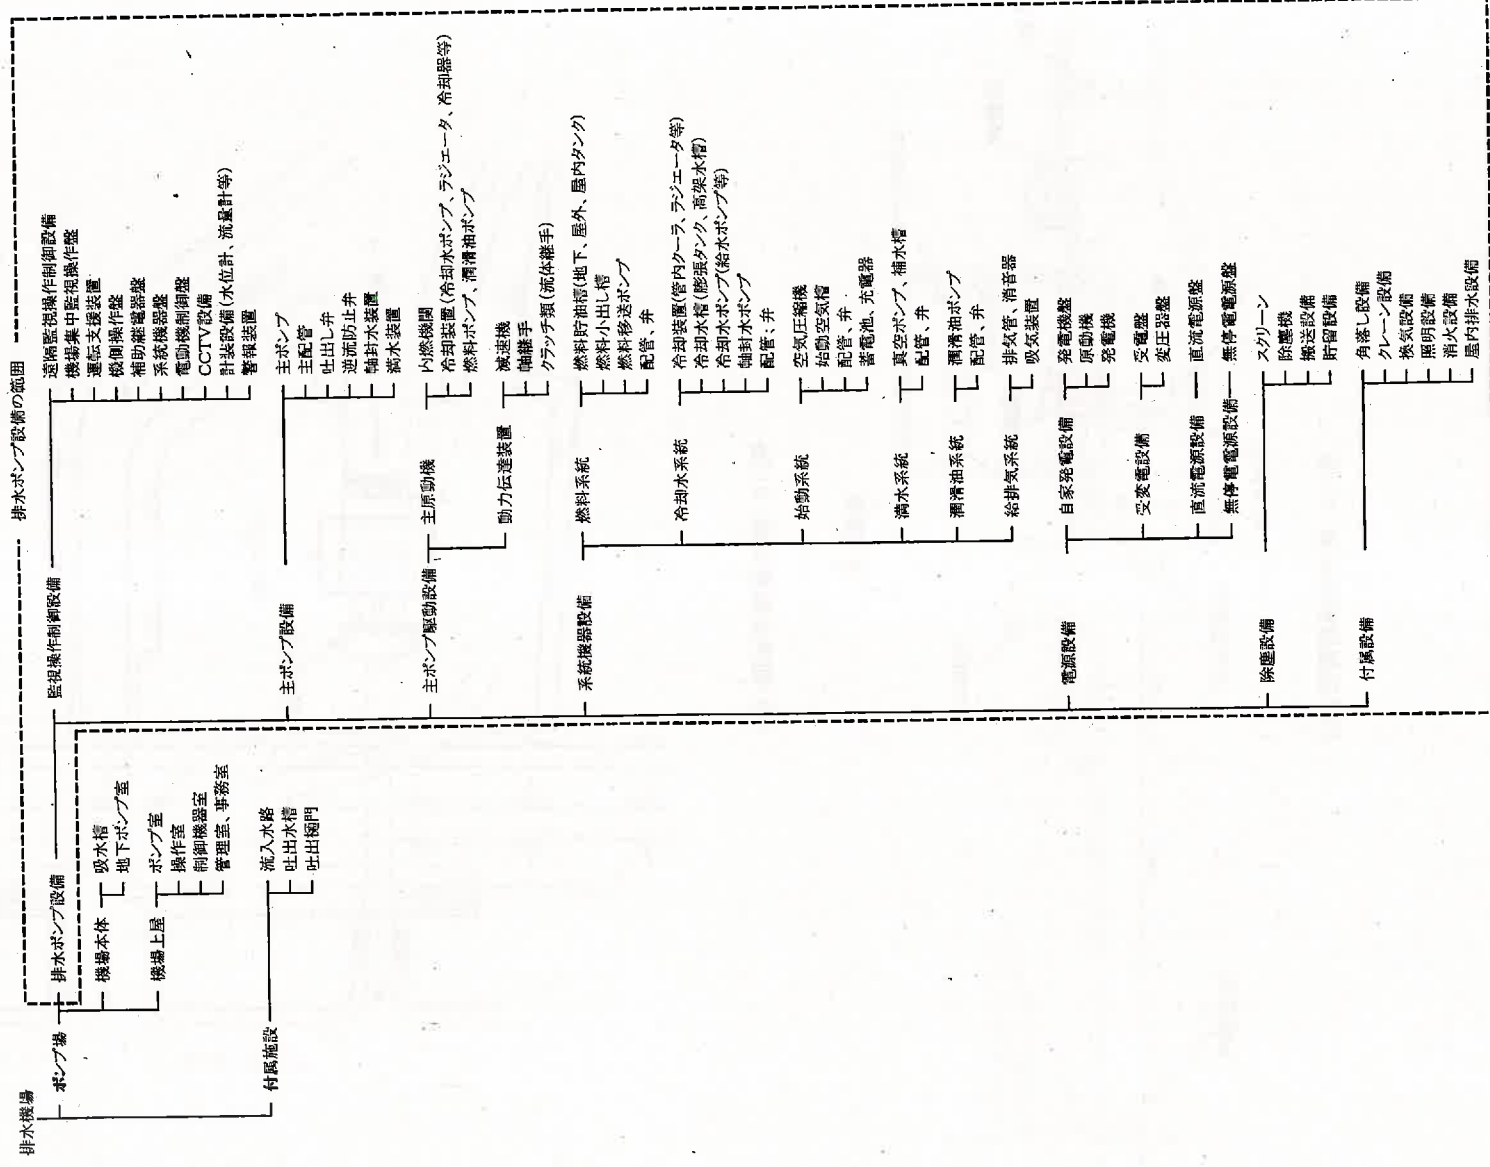 排水ポンプ設備の範囲
排水機場
ポンプ場
排水ポンプ設備
監視操作制御設備
遠隔監視操作制御設備
機場集中監視操作盤
運転支援装置
機側操作盤
補助継電器盤
系統機器盤
電動機制御盤
CCTV設備
計装設備(水位計、流量計等)
警報装置
主ポンプ設備
主ポンプ
主配管
吐出し弁
逆流防止弁
軸封水装置
満水装置
主ポンプ駆動設備
主原動機
内燃機関
冷却装置(冷却水ポンプ、ラジエータ、冷却器等)
燃料ポンプ、潤滑油ポンプ
動力伝達装置
減速機
軸継手
クラッチ類(流体継手)
系統機器設備
燃料系統
燃料貯油槽(地下、屋外、屋内タンク)
燃料小出し槽
燃料移送ポンプ
配管、弁
冷却水系統
冷却装置(管内クーラ、ラジエータ等)
冷却水槽(膨張タンク、高架水槽)
冷却水ポンプ(給水ポンプ等)
軸封水ポンプ
配管、弁
始動系統
空気圧縮機
始動空気槽
配管、弁
蓄電池、充電器
満水系統
真空ポンプ、補水槽
配管、弁
潤滑油系統
潤滑油ポンプ
配管、弁
給排気系統
排気管、消音器
吸気装置
電源設備
自家発電設備
発電機盤
原動機
発電機
受変電設備
受電盤
変圧器盤
直流電源設備
直流電源盤
無停電電源設備
無停電電源盤
除塵設備
スクリーン
除塵機
搬送設備
貯留設備
付属設備
角落し設備
クレーン設備
換気設備
照明設備
消火設備
屋内排水設備
機場本体
吸水槽
地下ポンプ室
機場上屋
ポンプ室
操作室
制御機器室
管理室、事務室
付属施設
流入水路
吐出水槽
吐出樋門